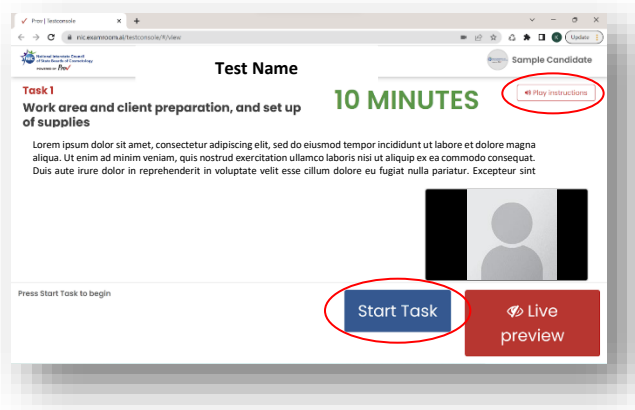 Prov | Testconsole
nic.examroom.ai/testconsole/#/view
Update
National Interstate Council
of State Boards of Cosmetology
POWERED BY Prov
Test Name
Sample Candidate
Task 1
10 MINUTES
Play instructions
Work area and client preparation, and set up
of supplies
Lorem ipsum dolor sit amet, consectetur adipiscing elit, sed do eiusmod tempor incididunt ut labore et dolore magna
aliqua. Ut enim ad minim veniam, quis nostrud exercitation ullamco laboris nisi ut aliquip ex ea commodo consequat.
Duis aute irure dolor in reprehenderit in voluptate velit esse cillum dolore eu fugiat nulla pariatur. Excepteur sint
Press Start Task to begin
Start Task
Live
preview